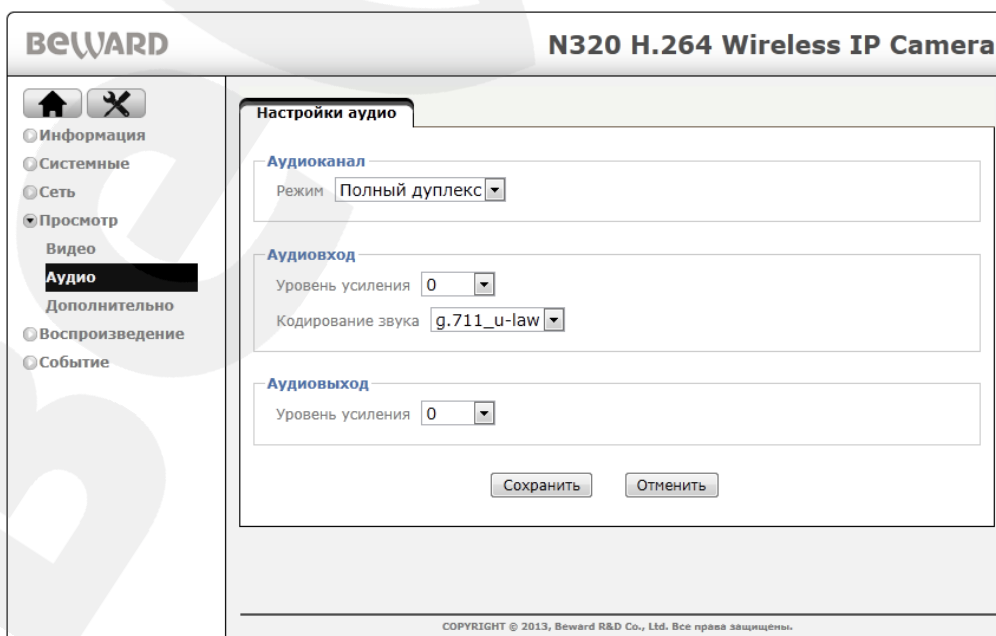 BEWARD
N320 H.264 Wireless IP Camera
Информация
Системные
Сеть
Просмотр
Видео
Аудио
Дополнительно
Воспроизведение
Событие
Настройки аудио
Аудиоканал
Режим Полный дуплекс
Аудиовход
Уровень усиления 0
Кодирование звука g.711_u-law
Аудиовыход
Уровень усиления 0
Сохранить Отменить
COPYRIGHT © 2013, Beward R&D Co., Ltd. Все права защищены.